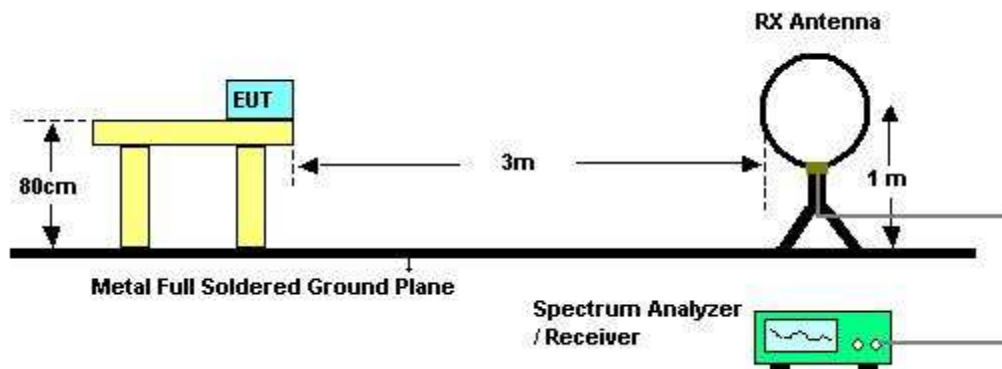 RX Antenna
EUT
3m
80cm
1 m
Metal Full Soldered Ground Plane
Spectrum Analyzer
/ Receiver